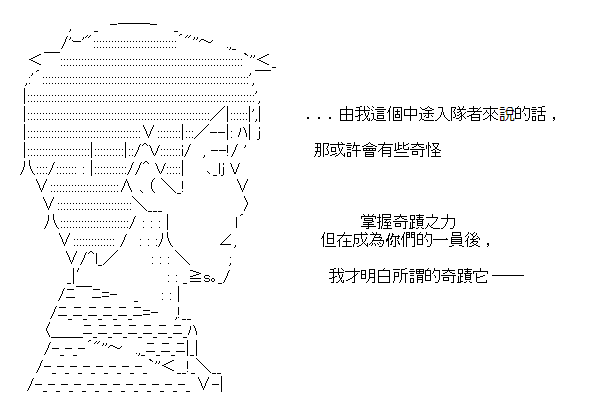 ...由我這個中途入隊者來說的話，
那或許會有些奇怪
掌握奇蹟之力
但在成為你們的一員後，
我才明白所謂的奇蹟它——